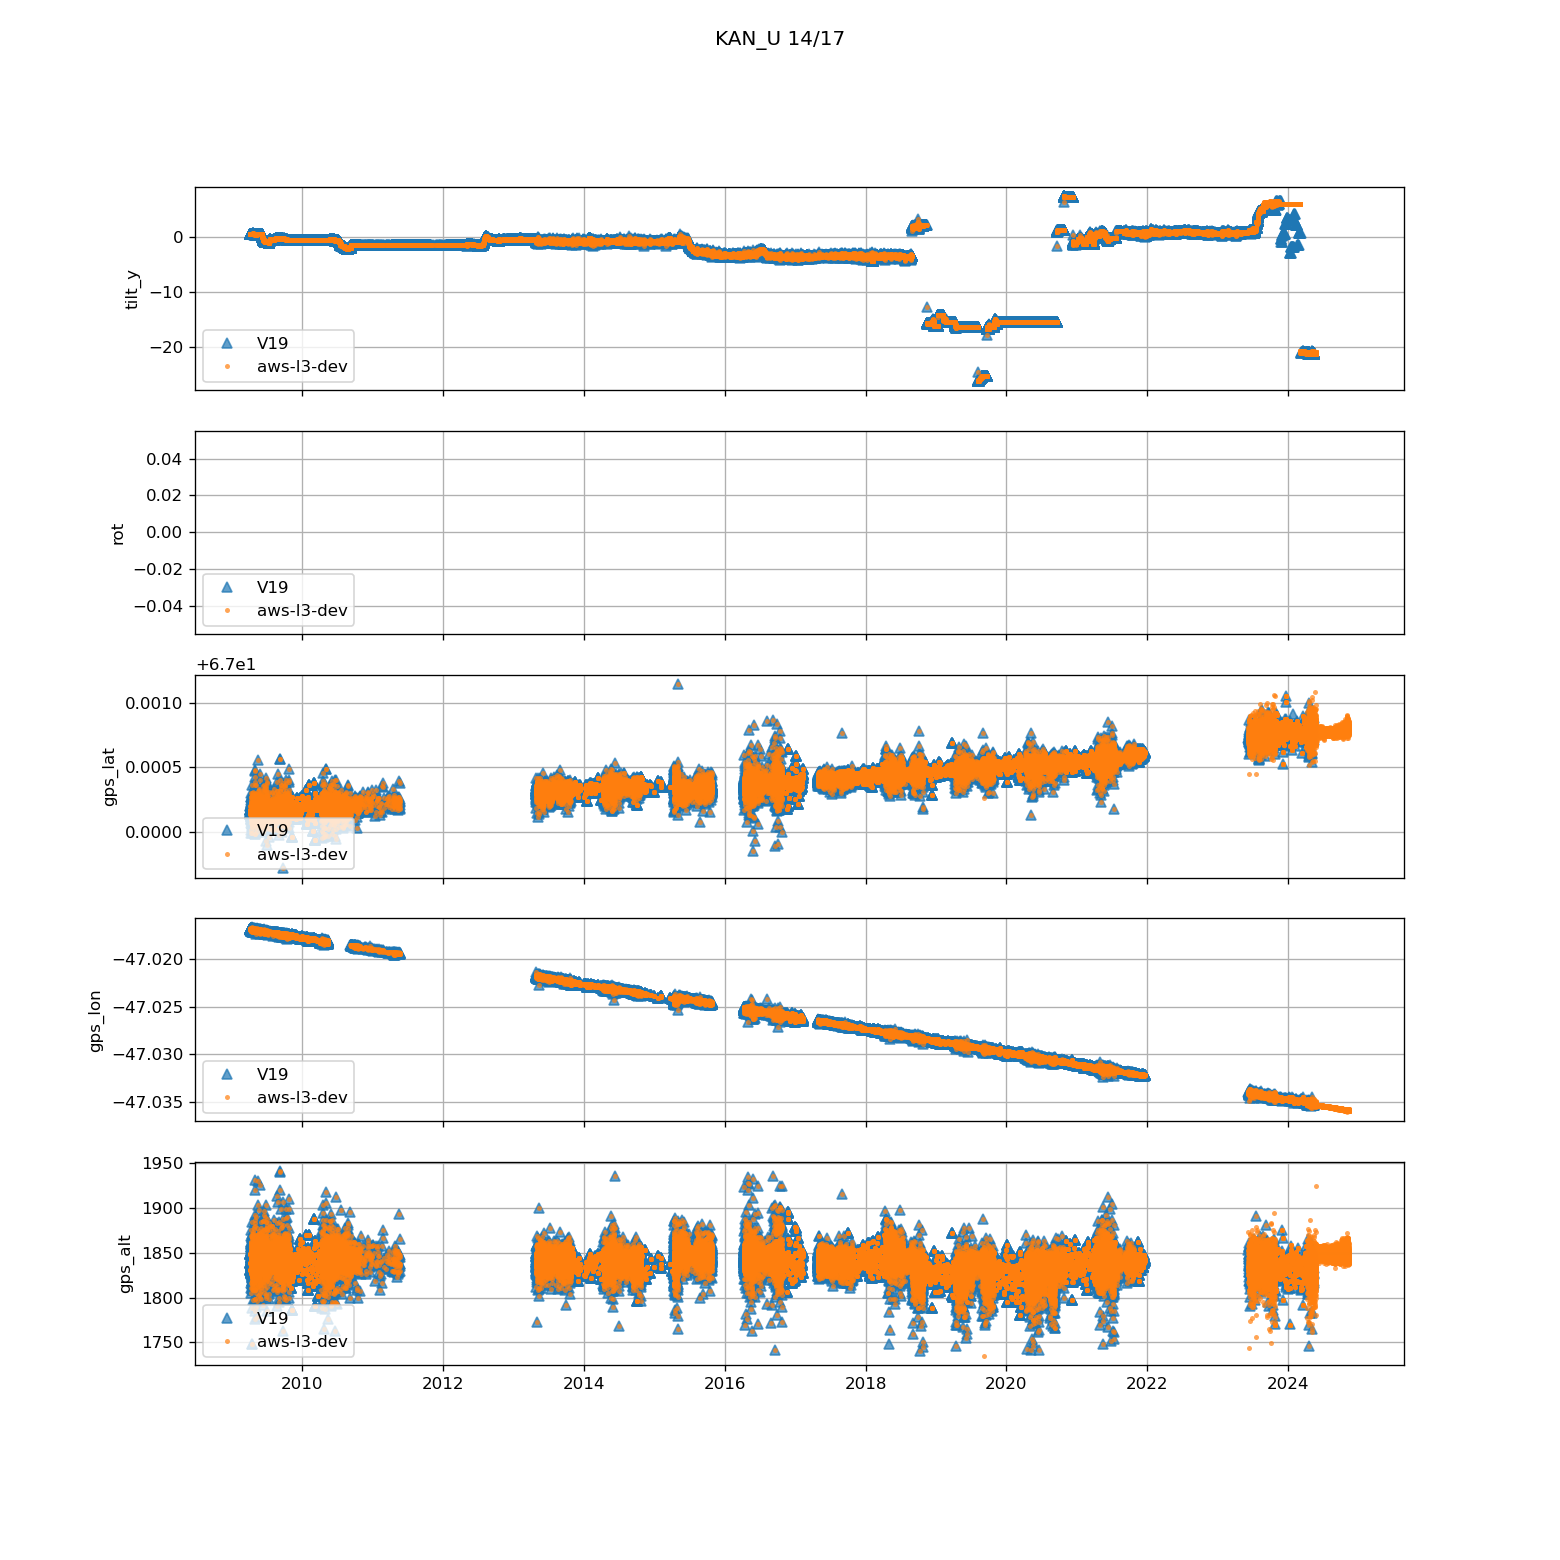 KAN_U 14/17
0
−10
−20
tilt_y
V19
aws-l3-dev
0.04
0.02
0.00
−0.02
−0.04
rot
V19
aws-l3-dev
+6.7e1
0.0010
0.0005
0.0000
gps_lat
V19
aws-l3-dev
−47.020
−47.025
−47.030
−47.035
gps_lon
V19
aws-l3-dev
1950
1900
1850
1800
1750
gps_alt
V19
aws-l3-dev
2010 2012 2014 2016 2018 2020 2022 2024